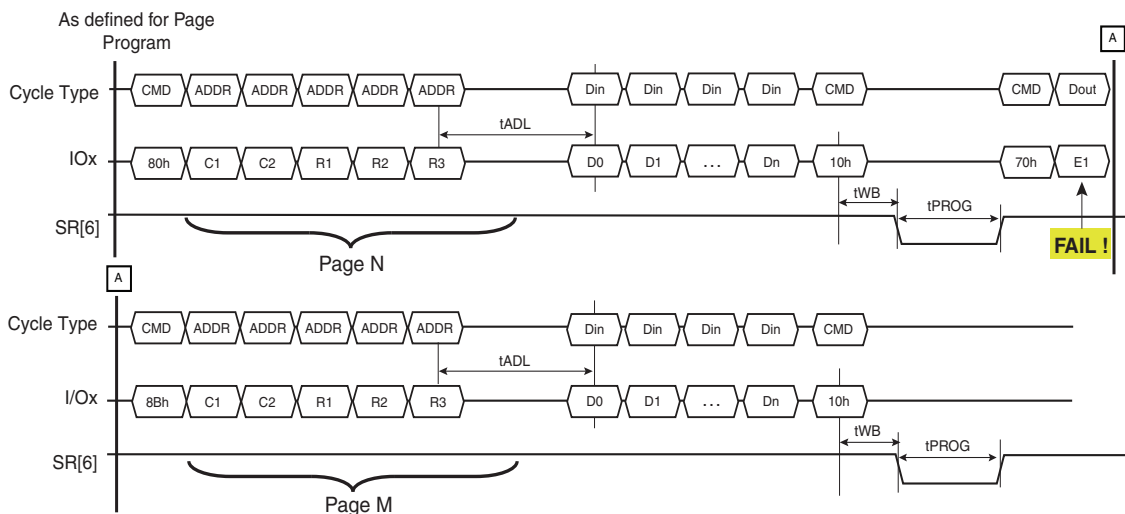 As defined for Page
Program
A
Cycle Type CMD ADDR ADDR ADDR ADDR ADDR Din Din Din Din CMD CMD Dout
tADL
IOx 80h C1 C2 R1 R2 R3 D0 D1 ... Dn 10h 70h E1
tWB tPROG
SR[6]
FAIL !
Page N
A
Cycle Type CMD ADDR ADDR ADDR ADDR ADDR Din Din Din Din CMD
tADL
I/Ox 8Bh C1 C2 R1 R2 R3 D0 D1 ... Dn 10h
tWB tPROG
SR[6]
Page M